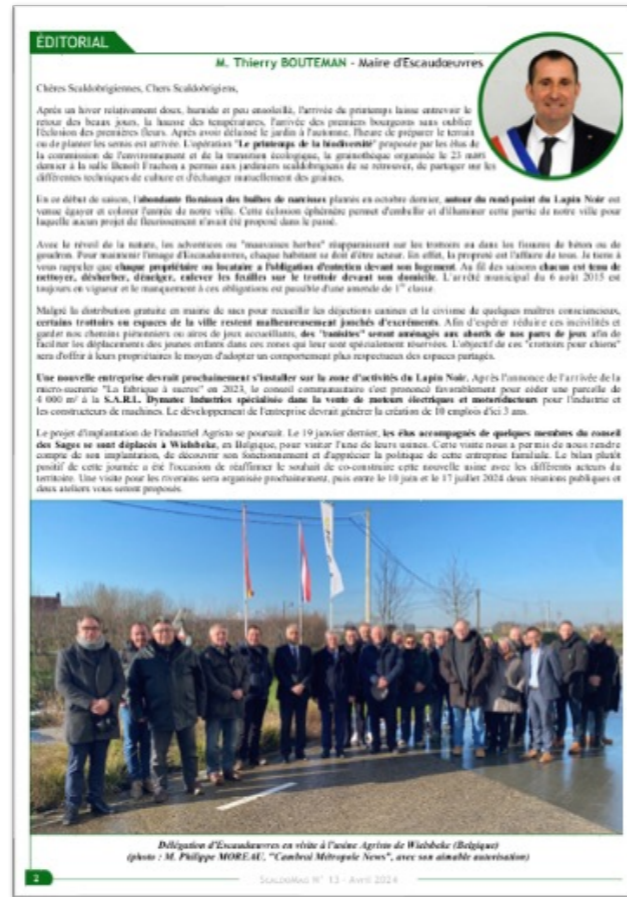 ÉDITORIAL
M. Thierry BOUTEMAN - Maire d'Escaudœuvres
Chères Scaldobrigiennes, Chers Scaldobrigiens,
Après un hiver relativement doux, humide et peu ensoleillé, l'arrivée du printemps laisse entrevoir le
retour des beaux jours, la hausse des températures, l'arrivée des premiers bourgeons sans oublier
l'éclosion des premières fleurs. Après avoir délaissé le jardin à l'automne, l'heure de préparer le terrain
ou de planter les semis est arrivée. L'opération "Le printemps de la biodiversité" proposée par les élus de
la commission de l'environnement et de la transition écologique, la grainothèque organisée le 23 mars
dernier à la salle Benoît Frachon a permis aux jardiniers scaldobrigiens de se retrouver, de partager sur les
différentes techniques de culture et d'échanger mutuellement des graines.
En ce début de saison, l'abondante floraison des bulbes de narcisses plantés en octobre dernier, autour du rond-point du Lapin Noir est
venue égayer et colorer l'entrée de notre ville. Cette éclosion éphémère permet d'embellir et d'illuminer cette partie de notre ville pour
laquelle aucun projet de fleurissement n'avait été proposé dans le passé.
Avec le réveil de la nature, les adventices ou "mauvaises herbes" réapparaissent sur les trottoirs ou dans les fissures de béton ou de
goudron. Pour maintenir l'image d'Escaudœuvres, chaque habitant se doit d'être acteur. En effet, la propreté est l'affaire de tous. Je tiens à
vous rappeler que chaque propriétaire ou locataire a l'obligation d'entretien devant son logement. Au fil des saisons chacun est tenu de
nettoyer, désherber, déneiger, enlever les feuilles sur le trottoir devant son domicile. L'arrêté municipal du 6 août 2015 est
toujours en vigueur et le manquement à ces obligations est passible d'une amende de 1re classe.
Malgré la distribution gratuite en mairie de sacs pour recueillir les déjections canines et le civisme de quelques maîtres consciencieux,
certains trottoirs ou espaces de la ville restent malheureusement jonchés d'excréments. Afin d'espérer réduire ces incivilités et
garder nos chemins piétonniers ou aires de jeux accueillants, des "trottoir canisites" seront aménagés aux abords de nos parcs de jeux afin de
faciliter les déplacements des jeunes enfants dans ces zones qui leur sont spécialement réservées. L'objectif de ces "crottoirs pour chiens"
sera d'offrir à leurs propriétaires le moyen d'adopter un comportement plus respectueux des espaces partagés.
Une nouvelle entreprise devrait prochainement s'installer sur la zone d'activités du Lapin Noir. Après l'annonce de l'arrivée de la
micro-sucrerie "La fabrique à sucres" en 2023, le conseil communautaire s'est prononcé favorablement pour céder une parcelle de
4 000 m² à la S.A.R.L. Dymatec Industries spécialisée dans la vente de moteurs électriques et motoréducteurs pour l'industrie et
les constructeurs de machines. Le développement de l'entreprise devrait générer la création de 10 emplois d'ici 3 ans.
Le projet d'implantation de l'industriel Agristo se poursuit. Le 19 janvier dernier, les élus accompagnés de quelques membres du conseil
des Sages se sont déplacés à Wielsbeke, en Belgique, pour visiter l'une de leurs usines. Cette visite nous a permis de nous rendre
compte de son implantation, de découvrir son fonctionnement et d'apprécier la politique de cette entreprise familiale. Le bilan plutôt
positif de cette journée a été l'occasion de réaffirmer le souhait de co-construire cette nouvelle usine avec les différents acteurs du
territoire. Une visite pour les riverains sera organisée prochainement, puis entre le 10 juin et le 17 juillet 2024 deux réunions publiques et
deux ateliers vous seront proposés.
Délégation d'Escaudœuvres en visite à l'usine Agristo de Wielsbeke (Belgique)
(photo : M. Philippe MOREAU, "Cambrai Métropole News", avec son aimable autorisation)
2
SCALDOMAG N° 13 - Avril 2024